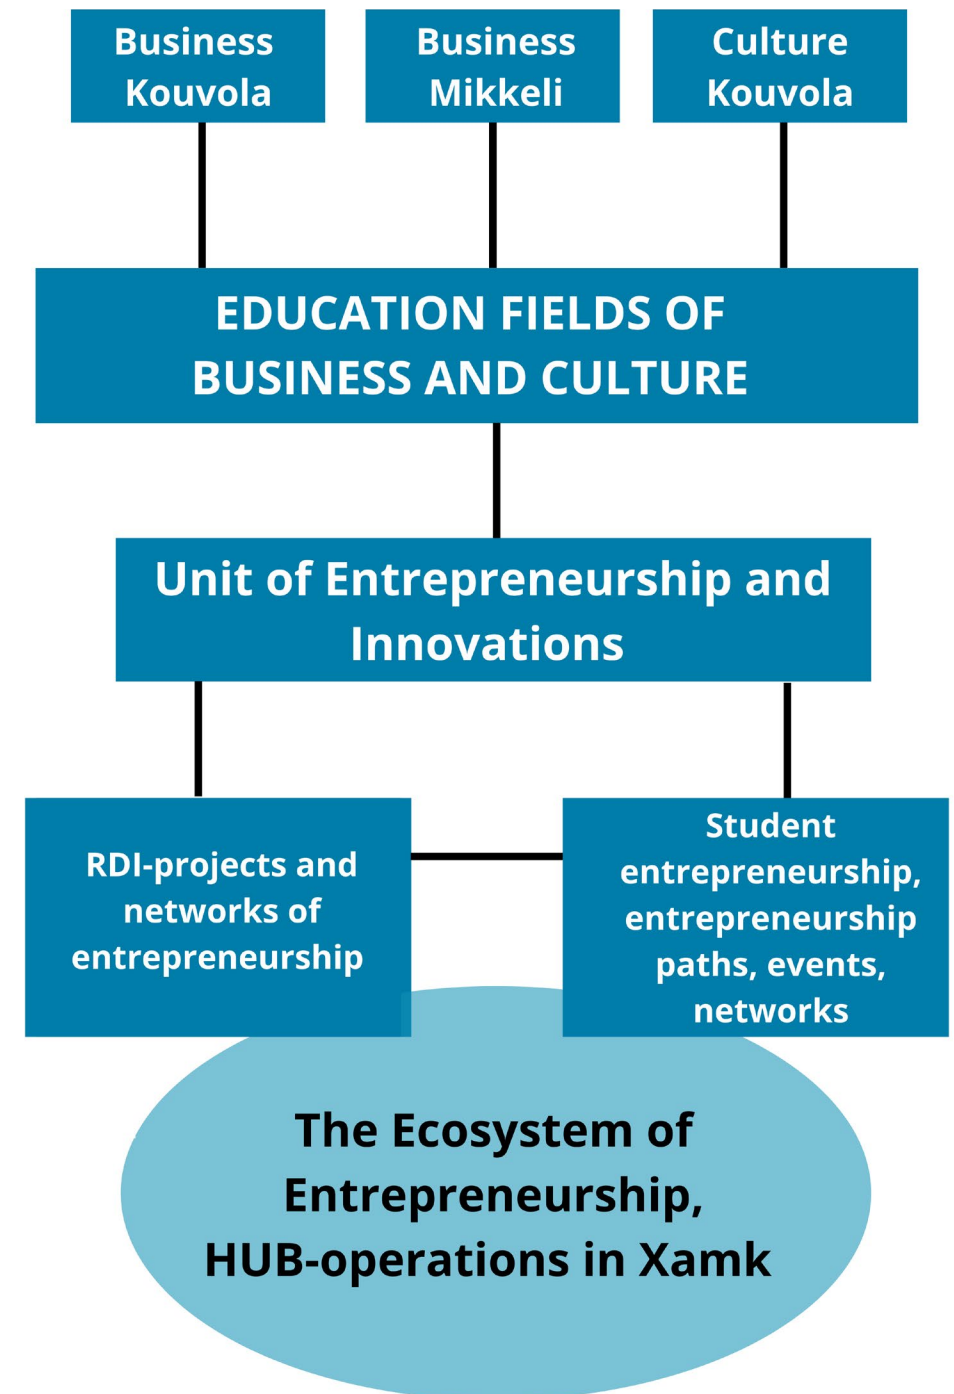 Business
Kouvola
Business
Mikkeli
Culture
Kouvola
EDUCATION FIELDS OF
BUSINESS AND CULTURE
Unit of Entrepreneurship and
Innovations
RDI-projects and
networks of
entrepreneurship
Student
entrepreneurship,
entrepreneurship
paths, events,
networks
The Ecosystem of
Entrepreneurship,
HUB-operations in Xamk